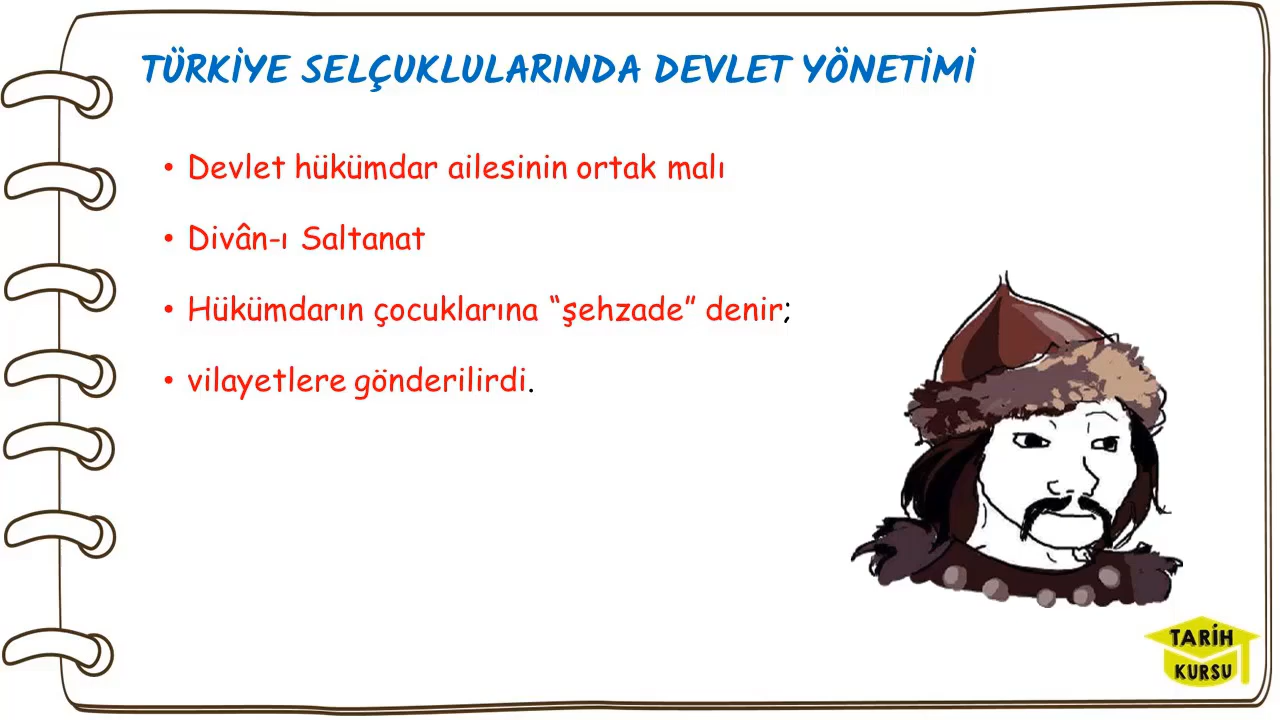 TÜRKİYE SELÇUKLULARINDA DEVLET YÖNETİMİ
• Devlet hükümdar ailesinin ortak malı
• Divân-ı Saltanat
• Hükümdarın çocuklarına “şehzade” denir;
• vilayetlere gönderilirdi.
TARİH
KURSU